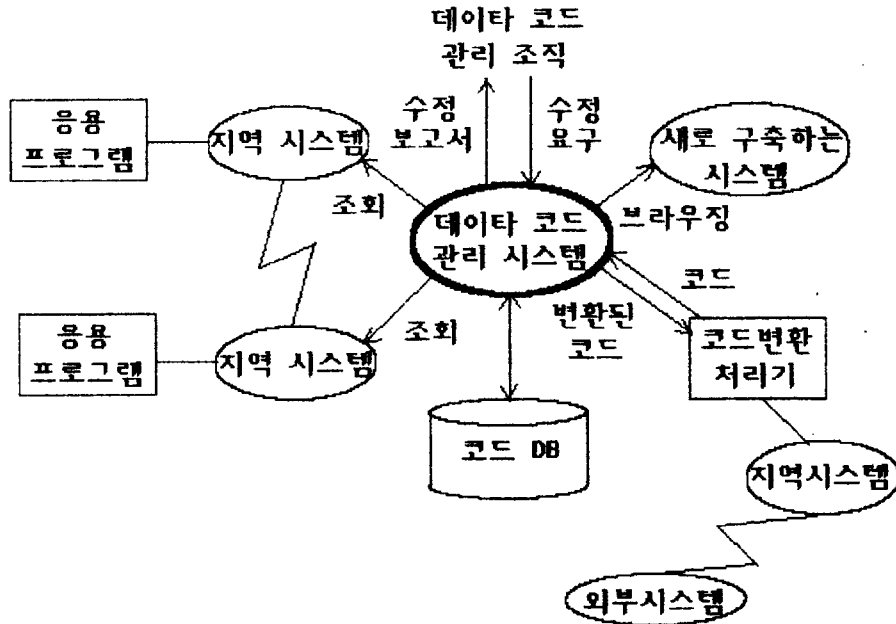 데이타 코드
관리 조직
수정
보고서
수정
요구
응용
프로그램
지역 시스템
새로 구축하는
시스템
조회
데이타 코드
관리 시스템
브라우징
코드
응용
프로그램
지역 시스템
조회
변환된
코드
코드변환
처리기
코드 DB
지역시스템
외부시스템